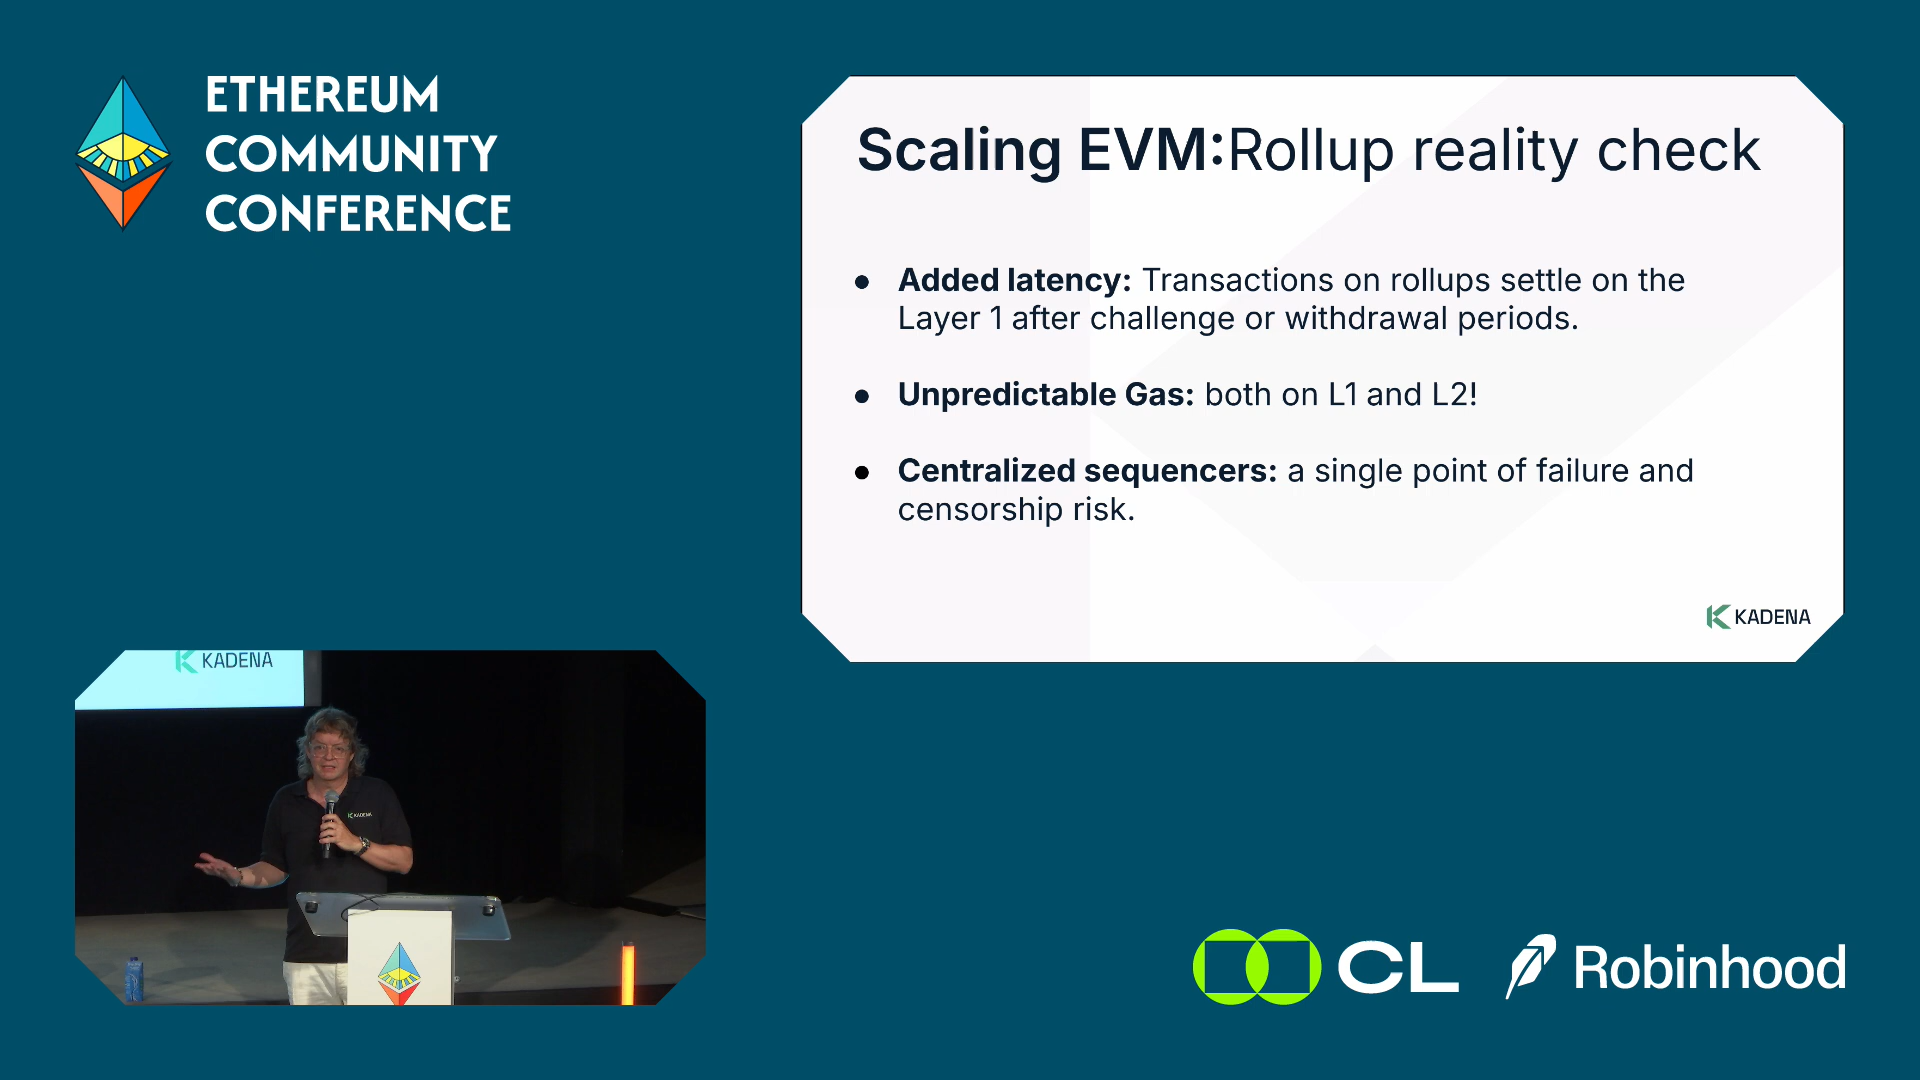 ETHEREUM
COMMUNITY
CONFERENCE
Scaling EVM:Rollup reality check
● Added latency: Transactions on rollups settle on the
Layer 1 after challenge or withdrawal periods.
● Unpredictable Gas: both on L1 and L2!
● Centralized sequencers: a single point of failure and
censorship risk.
KADENA
KADENA
KADENA
CL
Robinhood